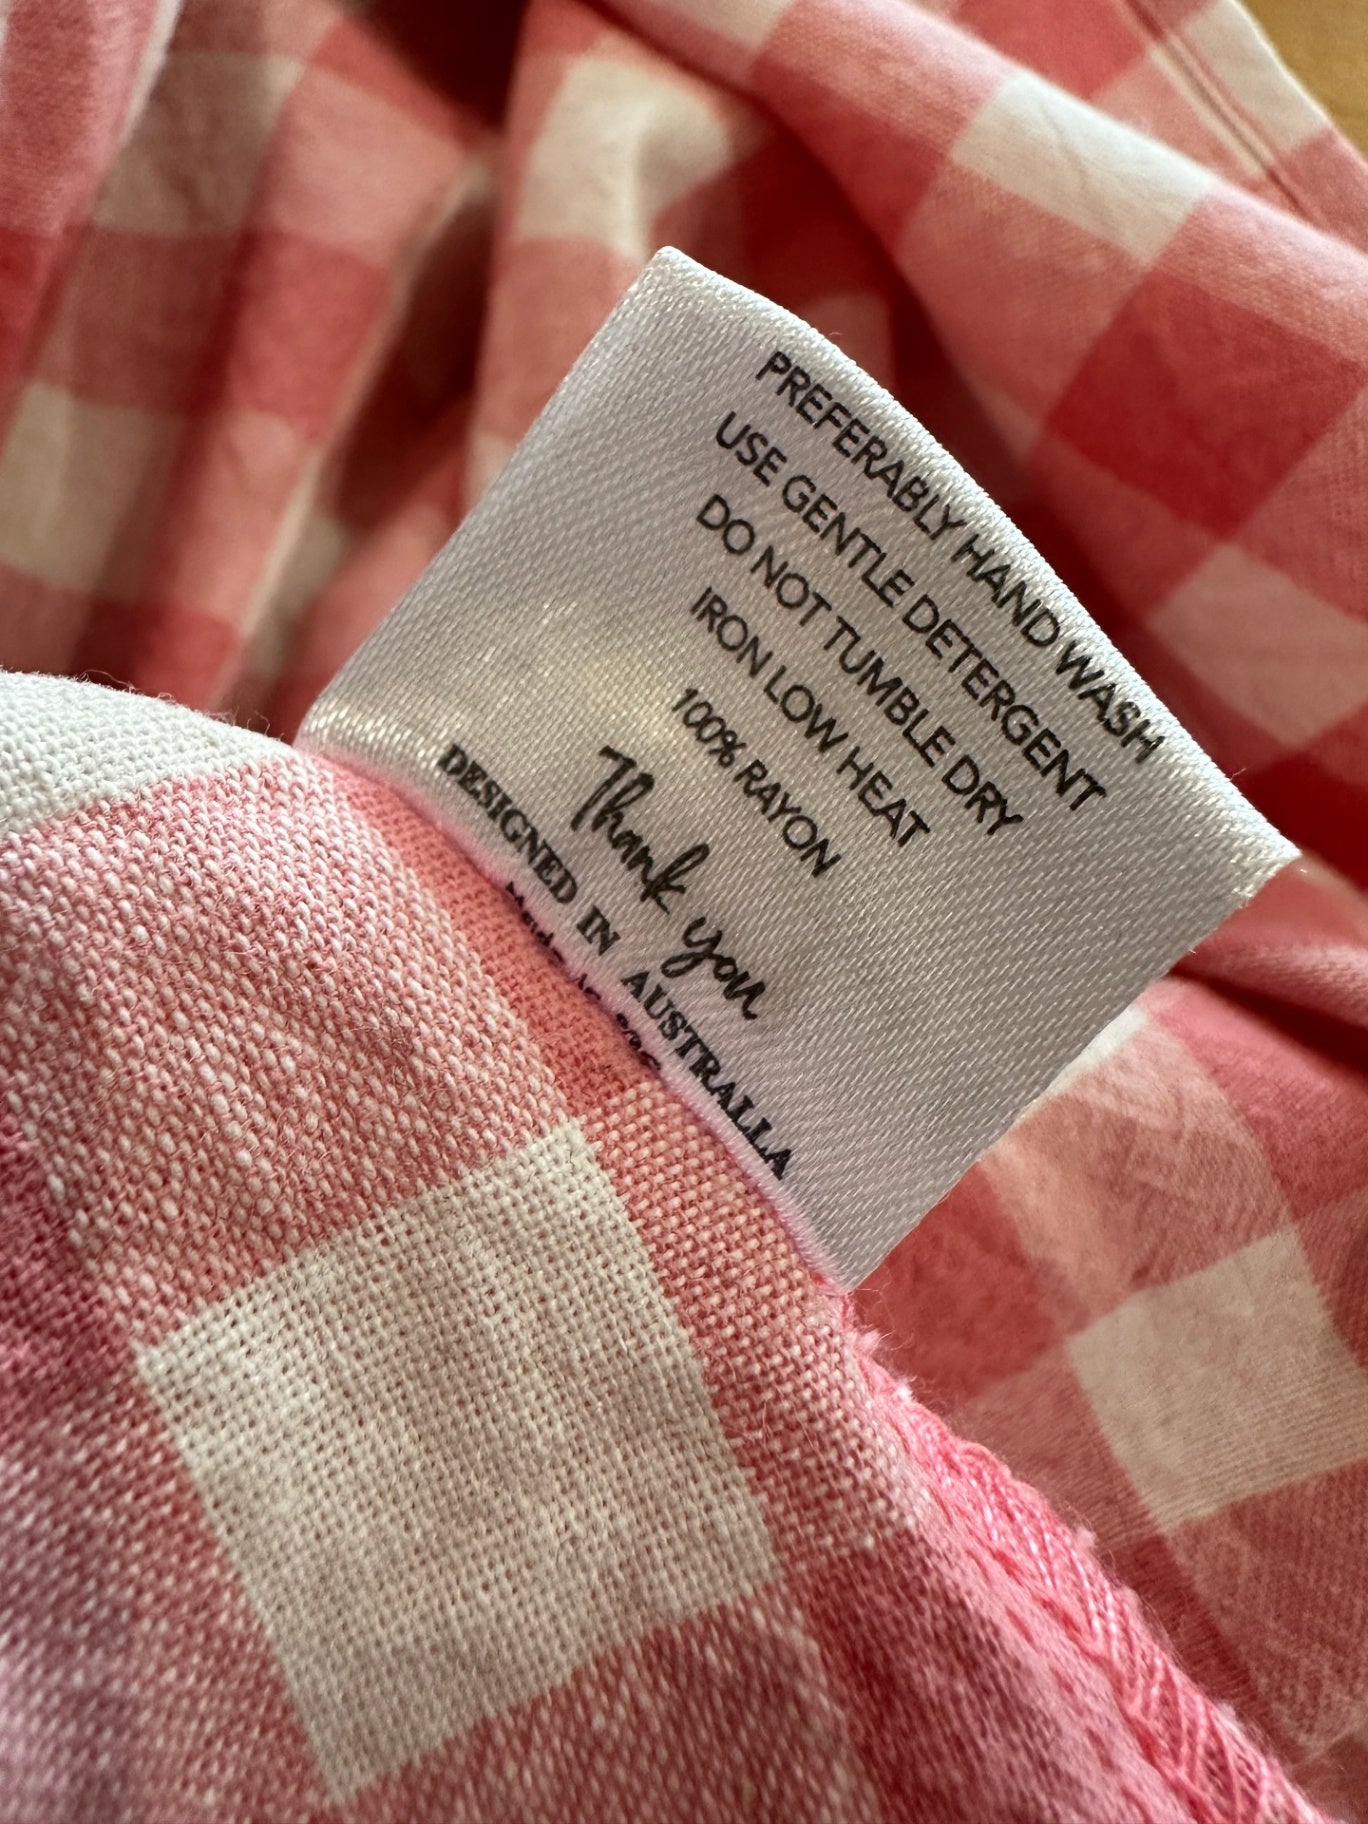 PREFERABLY HAND WASH
USE GENTLE DETERGENT
DO NOT TUMBLE DRY
IRON LOW HEAT
100% RAYON
Thank you
DESIGNED IN AUSTRALIA